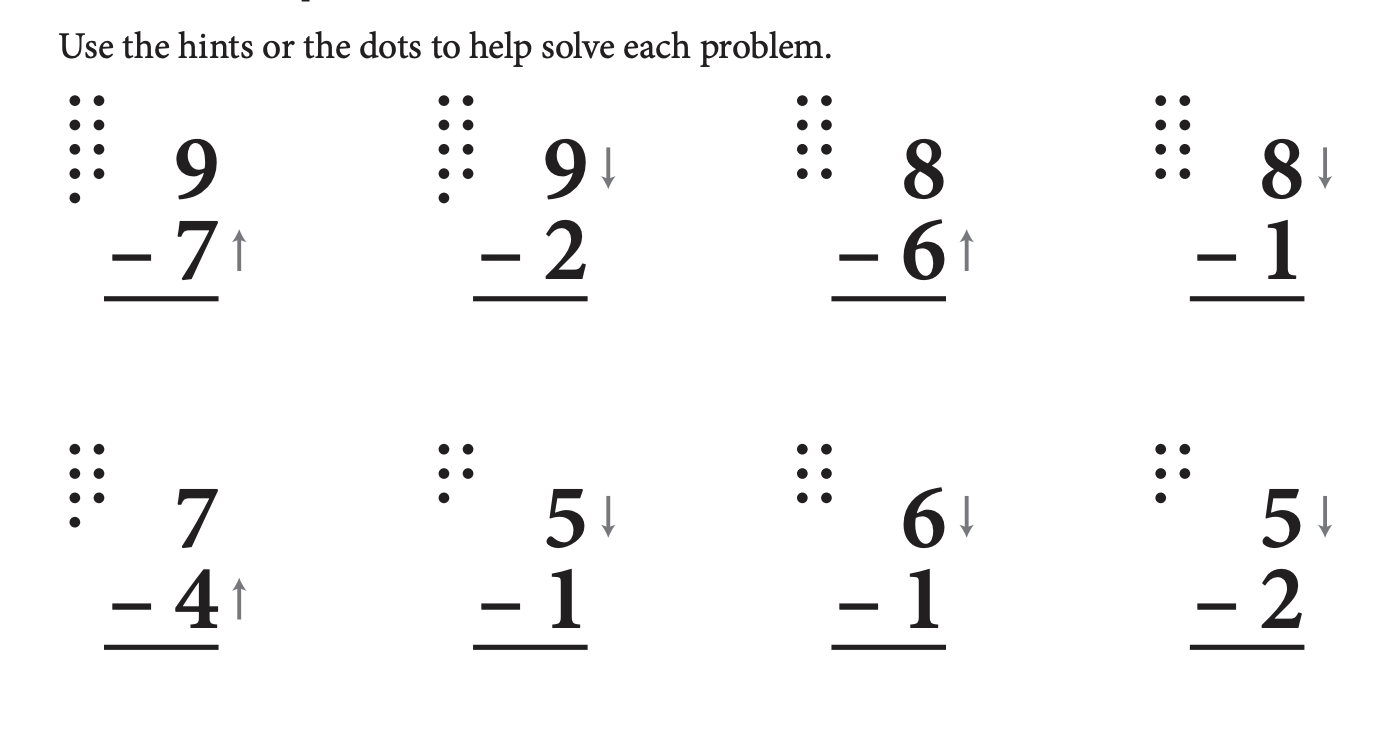 Use the hints or the dots to help solve each problem.
9 9↓ 8 8↓
– 7↑ – 2 – 6↑ – 1
7 5↓ 6↓ 5↓
– 4↑ – 1 – 1 – 2